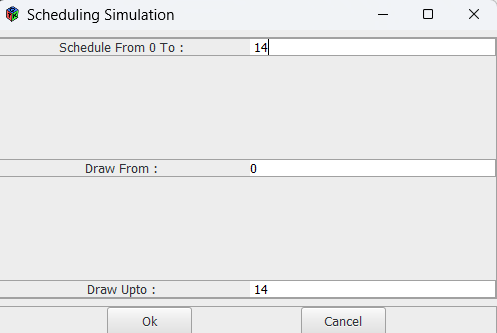 Scheduling Simulation
Schedule From 0 To : 14
Draw From : 0
Draw Upto : 14
Ok Cancel